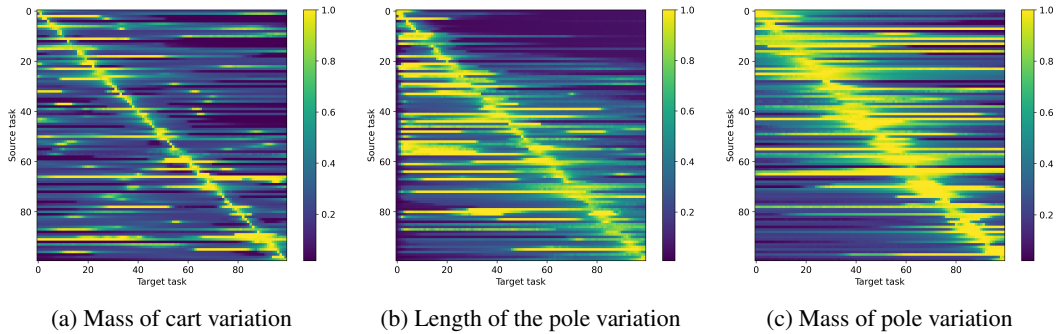 0
20
40
60
80
Source task
0 20 40 60 80
Target task
1.0
0.8
0.6
0.4
0.2
(a) Mass of cart variation
0
20
40
60
80
Source task
0 20 40 60 80
Target task
1.0
0.8
0.6
0.4
0.2
(b) Length of the pole variation
0
20
40
60
80
Source task
0 20 40 60 80
Target task
1.0
0.8
0.6
0.4
0.2
(c) Mass of pole variation